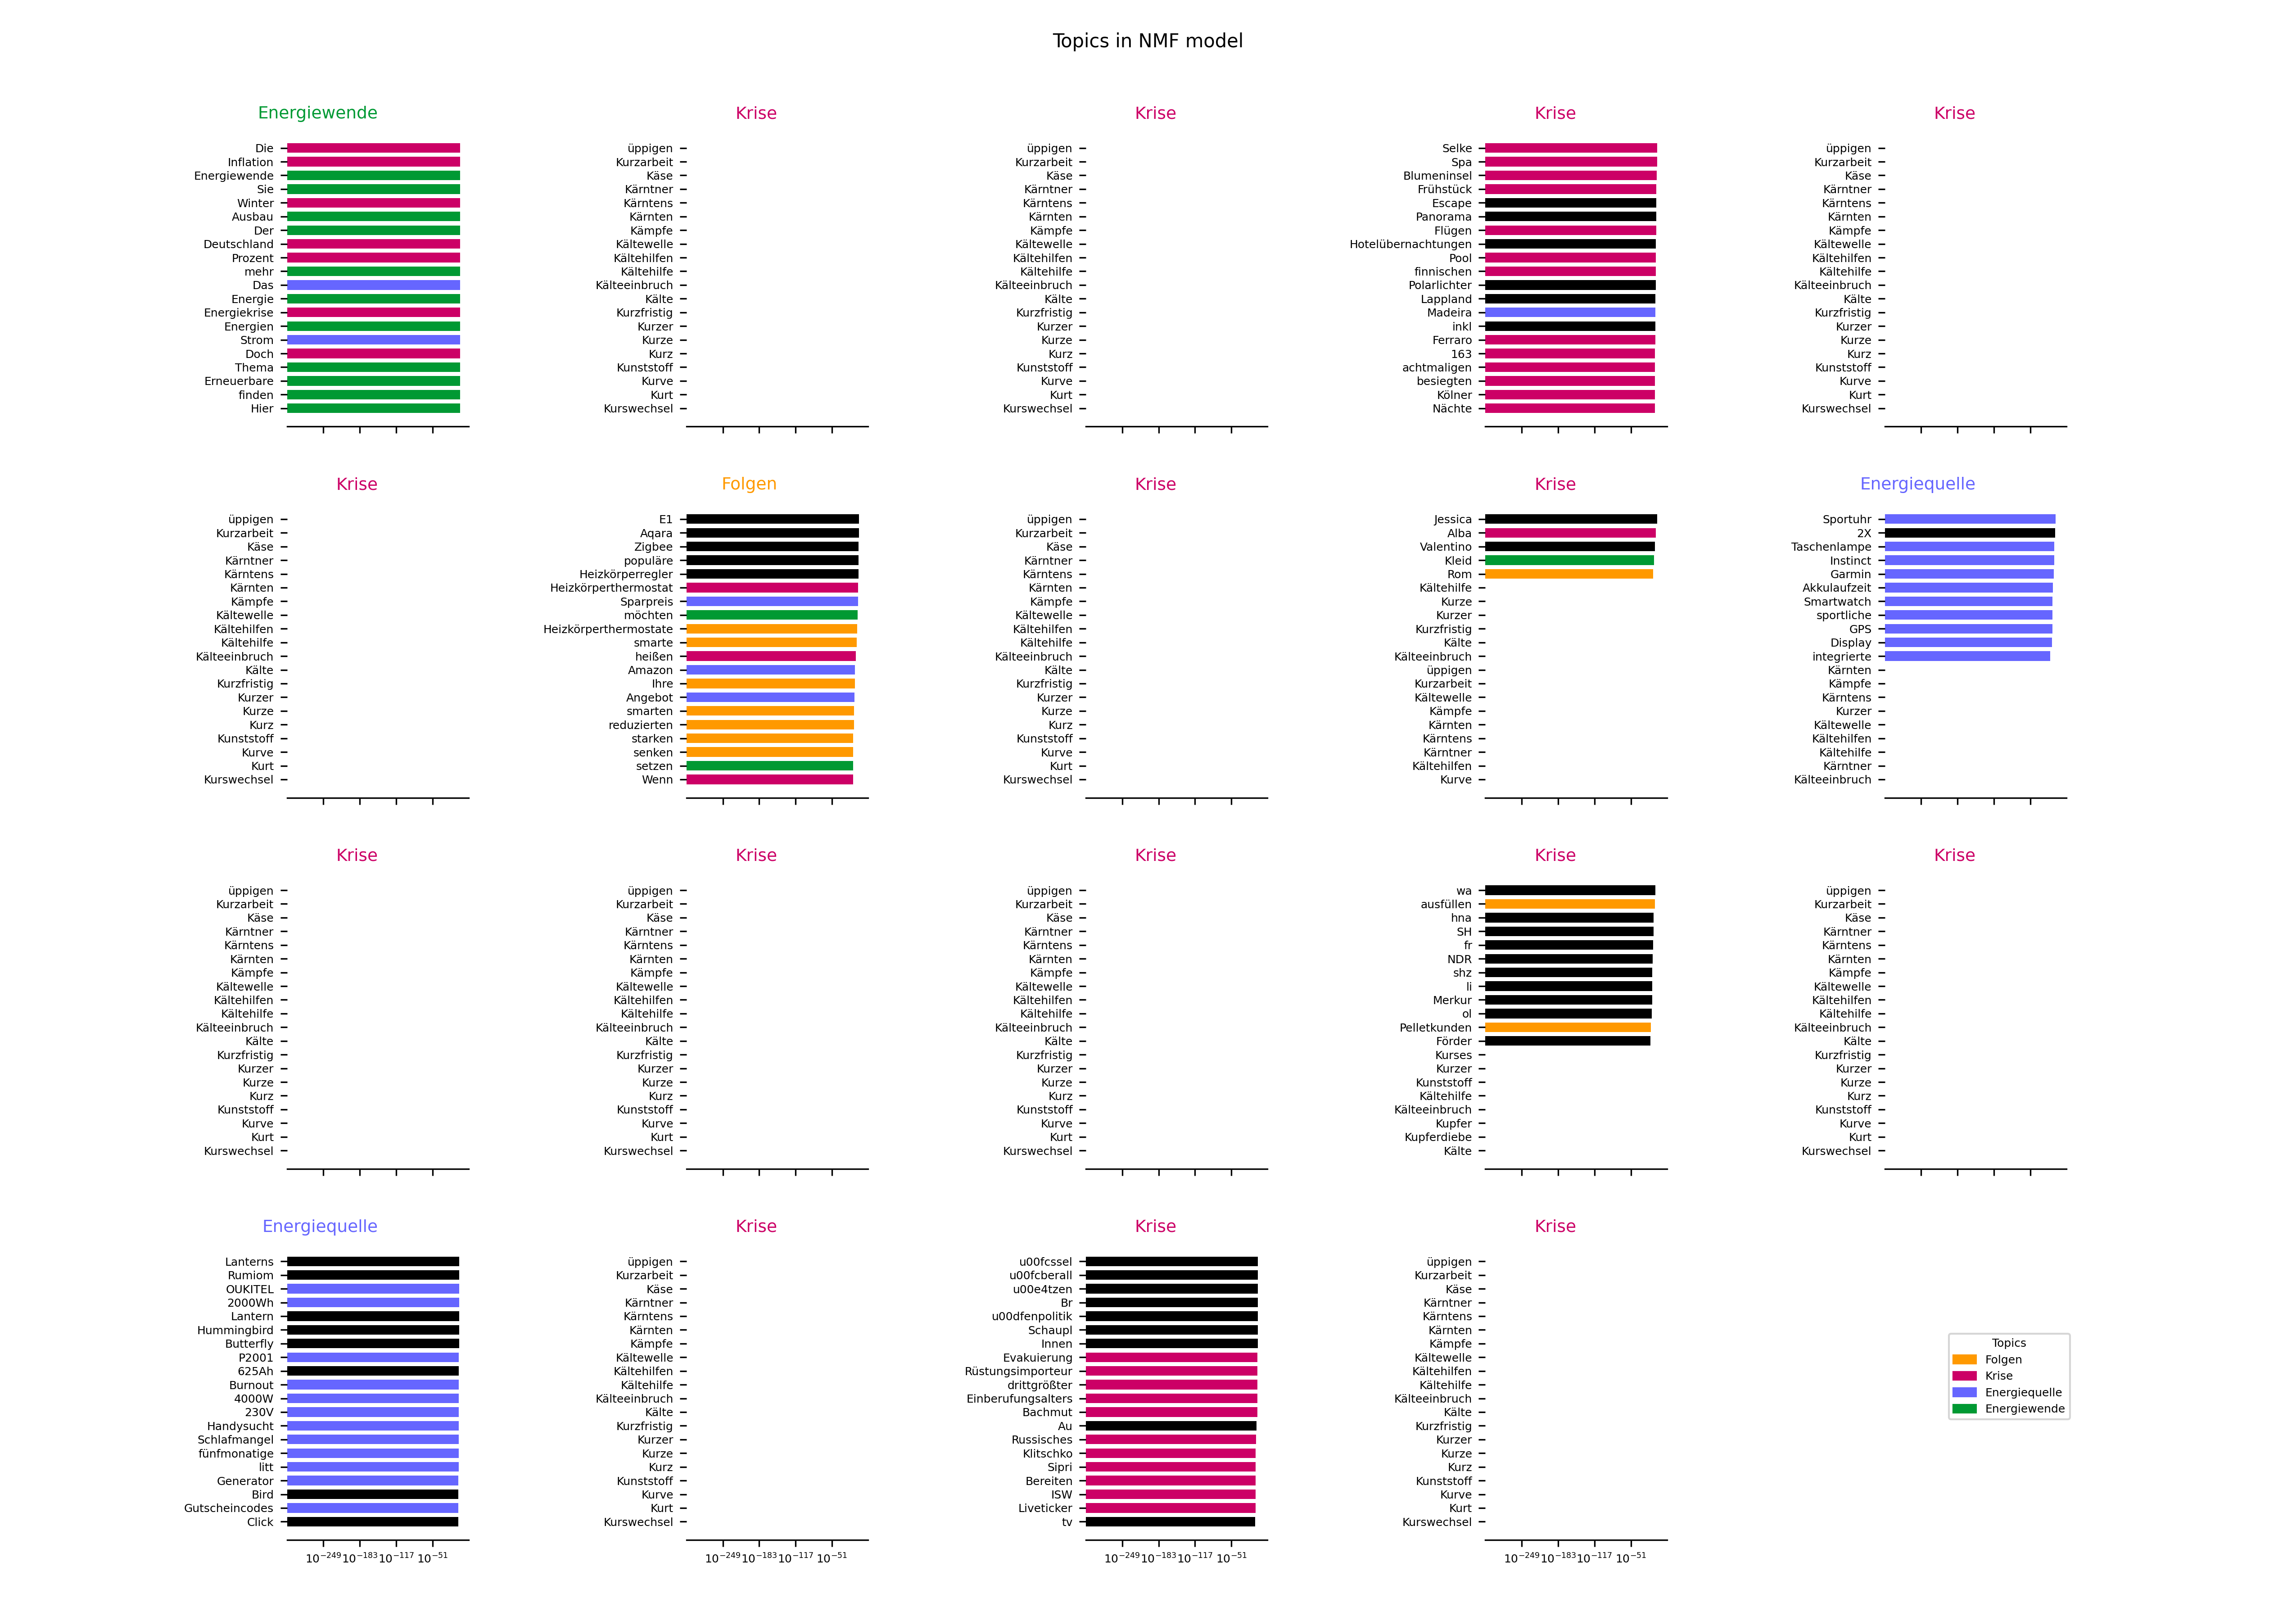 Topics in NMF model
Energiewende
Die
Inflation
Energiewende
Sie
Winter
Ausbau
Der
Deutschland
Prozent
mehr
Das
Energie
Energiekrise
Energien
Strom
Doch
Thema
Erneuerbare
finden
Hier
Krise
üppigen
Kurzarbeit
Käse
Kärntner
Kärntens
Kärnten
Kämpfe
Kältewelle
Kältehilfen
Kältehilfe
Kälteeinbruch
Kälte
Kurzfristig
Kurzer
Kurze
Kurz
Kunststoff
Kurve
Kurt
Kurswechsel
Krise
üppigen
Kurzarbeit
Käse
Kärntner
Kärntens
Kärnten
Kämpfe
Kältewelle
Kältehilfen
Kältehilfe
Kälteeinbruch
Kälte
Kurzfristig
Kurzer
Kurze
Kurz
Kunststoff
Kurve
Kurt
Kurswechsel
Krise
Selke
Spa
Blumeninsel
Frühstück
Escape
Panorama
Flügen
Hotelübernachtungen
Pool
finnischen
Polarlichter
Lappland
Madeira
inkl
Ferraro
163
achtmaligen
besiegten
Kölner
Nächte
Krise
üppigen
Kurzarbeit
Käse
Kärntner
Kärntens
Kärnten
Kämpfe
Kältewelle
Kältehilfen
Kältehilfe
Kälteeinbruch
Kälte
Kurzfristig
Kurzer
Kurze
Kurz
Kunststoff
Kurve
Kurt
Kurswechsel
Krise
üppigen
Kurzarbeit
Käse
Kärntner
Kärntens
Kärnten
Kämpfe
Kältewelle
Kältehilfen
Kältehilfe
Kälteeinbruch
Kälte
Kurzfristig
Kurzer
Kurze
Kurz
Kunststoff
Kurve
Kurt
Kurswechsel
Folgen
E1
Aqara
Zigbee
populäre
Heizkörperregler
Heizkörperthermostat
Sparpreis
möchten
Heizkörperthermostate
smarte
heißen
Amazon
Ihre
Angebot
smarten
reduzierten
starken
senken
setzen
Wenn
Krise
üppigen
Kurzarbeit
Käse
Kärntner
Kärntens
Kärnten
Kämpfe
Kältewelle
Kältehilfen
Kältehilfe
Kälteeinbruch
Kälte
Kurzfristig
Kurzer
Kurze
Kurz
Kunststoff
Kurve
Kurt
Kurswechsel
Krise
Jessica
Alba
Valentino
Kleid
Rom
Kältehilfe
Kurze
Kurzer
Kurzfristig
Kälte
Kälteeinbruch
üppigen
Kurzarbeit
Kältewelle
Kämpfe
Kärnten
Kärntens
Kärntner
Kältehilfen
Kurve
Energiequelle
Sportuhr
2X
Taschenlampe
Instinct
Garmin
Akkulaufzeit
Smartwatch
sportliche
GPS
Display
integrierte
Kärnten
Kämpfe
Kärntens
Kurzer
Kältewelle
Kältehilfen
Kältehilfe
Kärntner
Kälteeinbruch
Krise
üppigen
Kurzarbeit
Käse
Kärntner
Kärntens
Kärnten
Kämpfe
Kältewelle
Kältehilfen
Kältehilfe
Kälteeinbruch
Kälte
Kurzfristig
Kurzer
Kurze
Kurz
Kunststoff
Kurve
Kurt
Kurswechsel
Krise
üppigen
Kurzarbeit
Käse
Kärntner
Kärntens
Kärnten
Kämpfe
Kältewelle
Kältehilfen
Kältehilfe
Kälteeinbruch
Kälte
Kurzfristig
Kurzer
Kurze
Kurz
Kunststoff
Kurve
Kurt
Kurswechsel
Krise
üppigen
Kurzarbeit
Käse
Kärntner
Kärntens
Kärnten
Kämpfe
Kältewelle
Kältehilfen
Kältehilfe
Kälteeinbruch
Kälte
Kurzfristig
Kurzer
Kurze
Kurz
Kunststoff
Kurve
Kurt
Kurswechsel
Krise
wa
ausfüllen
hna
SH
fr
NDR
shz
li
Merkur
ol
Pelletkunden
Förder
Kurses
Kurzer
Kunststoff
Kältehilfe
Kälteeinbruch
Kupfer
Kupferdiebe
Kälte
Krise
üppigen
Kurzarbeit
Käse
Kärntner
Kärntens
Kärnten
Kämpfe
Kältewelle
Kältehilfen
Kältehilfe
Kälteeinbruch
Kälte
Kurzfristig
Kurzer
Kurze
Kurz
Kunststoff
Kurve
Kurt
Kurswechsel
Energiequelle
Lanterns
Rumiom
OUKITEL
2000Wh
Lantern
Hummingbird
Butterfly
P2001
625Ah
Burnout
4000W
230V
Handysucht
Schlafmangel
fünfmonatige
litt
Generator
Bird
Gutscheincodes
Click
10⁻²⁴⁹ 10⁻¹⁸³ 10⁻¹¹⁷ 10⁻⁵¹
Krise
üppigen
Kurzarbeit
Käse
Kärntner
Kärntens
Kärnten
Kämpfe
Kältewelle
Kältehilfen
Kältehilfe
Kälteeinbruch
Kälte
Kurzfristig
Kurzer
Kurze
Kurz
Kunststoff
Kurve
Kurt
Kurswechsel
10⁻²⁴⁹ 10⁻¹⁸³ 10⁻¹¹⁷ 10⁻⁵¹
Krise
u00fcssel
u00fcberall
u00e4tzen
Br
u00dfenpolitik
Schaupl
Innen
Evakuierung
Rüstungsimporteur
drittgrößter
Einberufungsalters
Bachmut
Au
Russisches
Klitschko
Sipri
Bereiten
ISW
Liveticker
tv
10⁻²⁴⁹ 10⁻¹⁸³ 10⁻¹¹⁷ 10⁻⁵¹
Krise
üppigen
Kurzarbeit
Käse
Kärntner
Kärntens
Kärnten
Kämpfe
Kältewelle
Kältehilfen
Kältehilfe
Kälteeinbruch
Kälte
Kurzfristig
Kurzer
Kurze
Kurz
Kunststoff
Kurve
Kurt
Kurswechsel
10⁻²⁴⁹ 10⁻¹⁸³ 10⁻¹¹⁷ 10⁻⁵¹
Topics
Folgen
Krise
Energiequelle
Energiewende